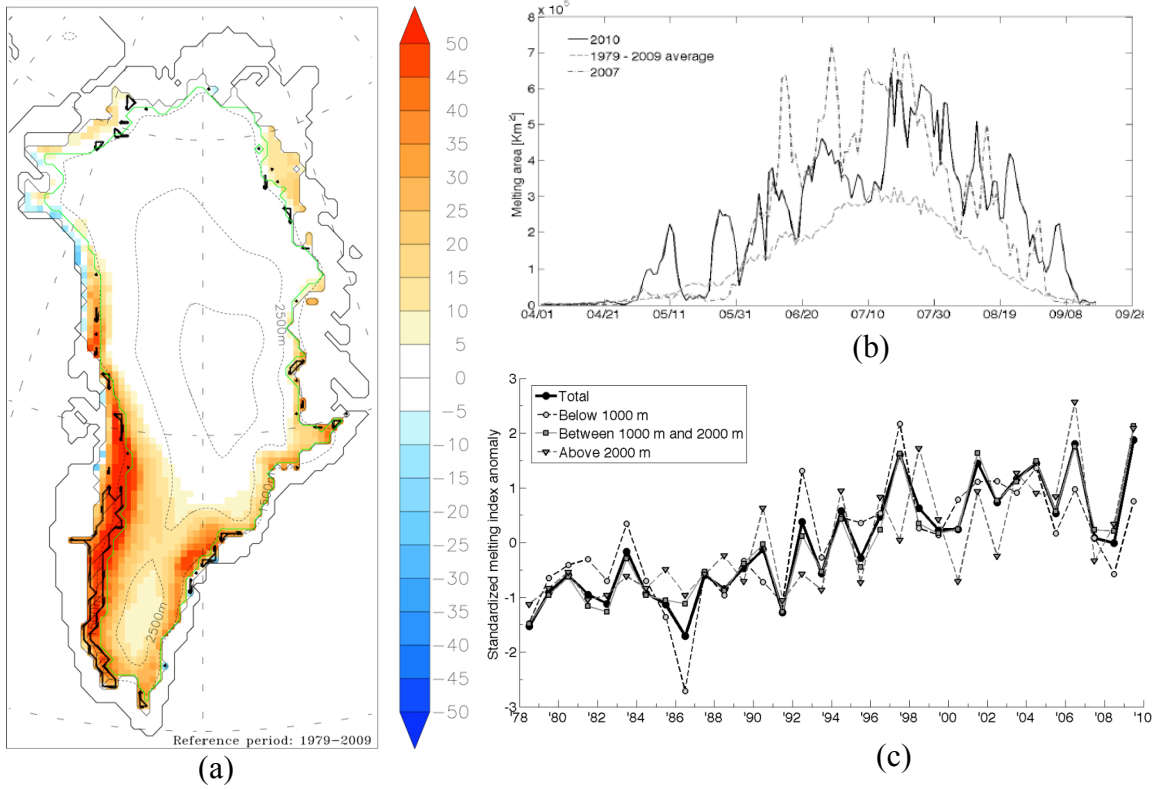 50
45
40
35
30
25
20
15
10
5
0
−5
−10
−15
−20
−25
−30
−35
−40
−45
−50
2500m
1500m
2500m
Reference period: 1979−2009
(a)
x 10⁵
8
7
6
5
4
3
2
1
0
Melting area [Km²]
2010
1979 - 2009 average
2007
04/01 04/21 05/11 05/31 06/20 07/10 07/30 08/19 09/08 09/28
(b)
3
2
1
0
-1
-2
-3
Standardized melting index anomaly
Total
Below 1000 m
Between 1000 m and 2000 m
Above 2000 m
'78 '80 '82 '84 '86 '88 '90 '92 '94 '96 '98 '00 '02 '04 '06 '08 '10
(c)